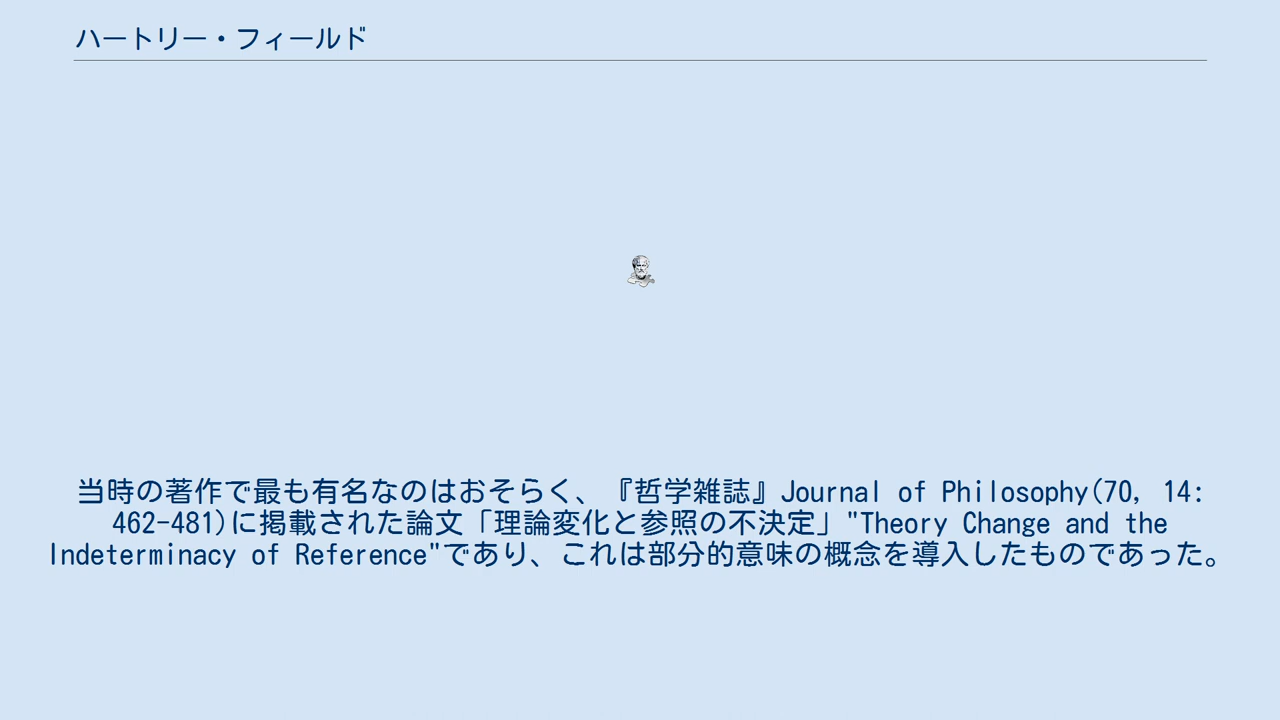 ハートリー・フィールド
当時の著作で最も有名なのはおそらく、『哲学雑誌』Journal of Philosophy(70, 14:
462-481)に掲載された論文「理論変化と参照の不決定」"Theory Change and the
Indeterminacy of Reference"であり、これは部分的意味の概念を導入したものであった。